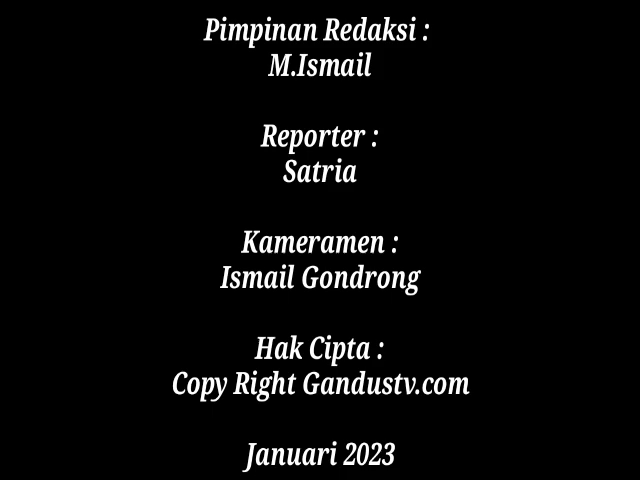 Pimpinan Redaksi :
M.Ismail
Reporter :
Satria
Kameramen :
Ismail Gondrong
Hak Cipta :
Copy Right Gandustv.com
Januari 2023